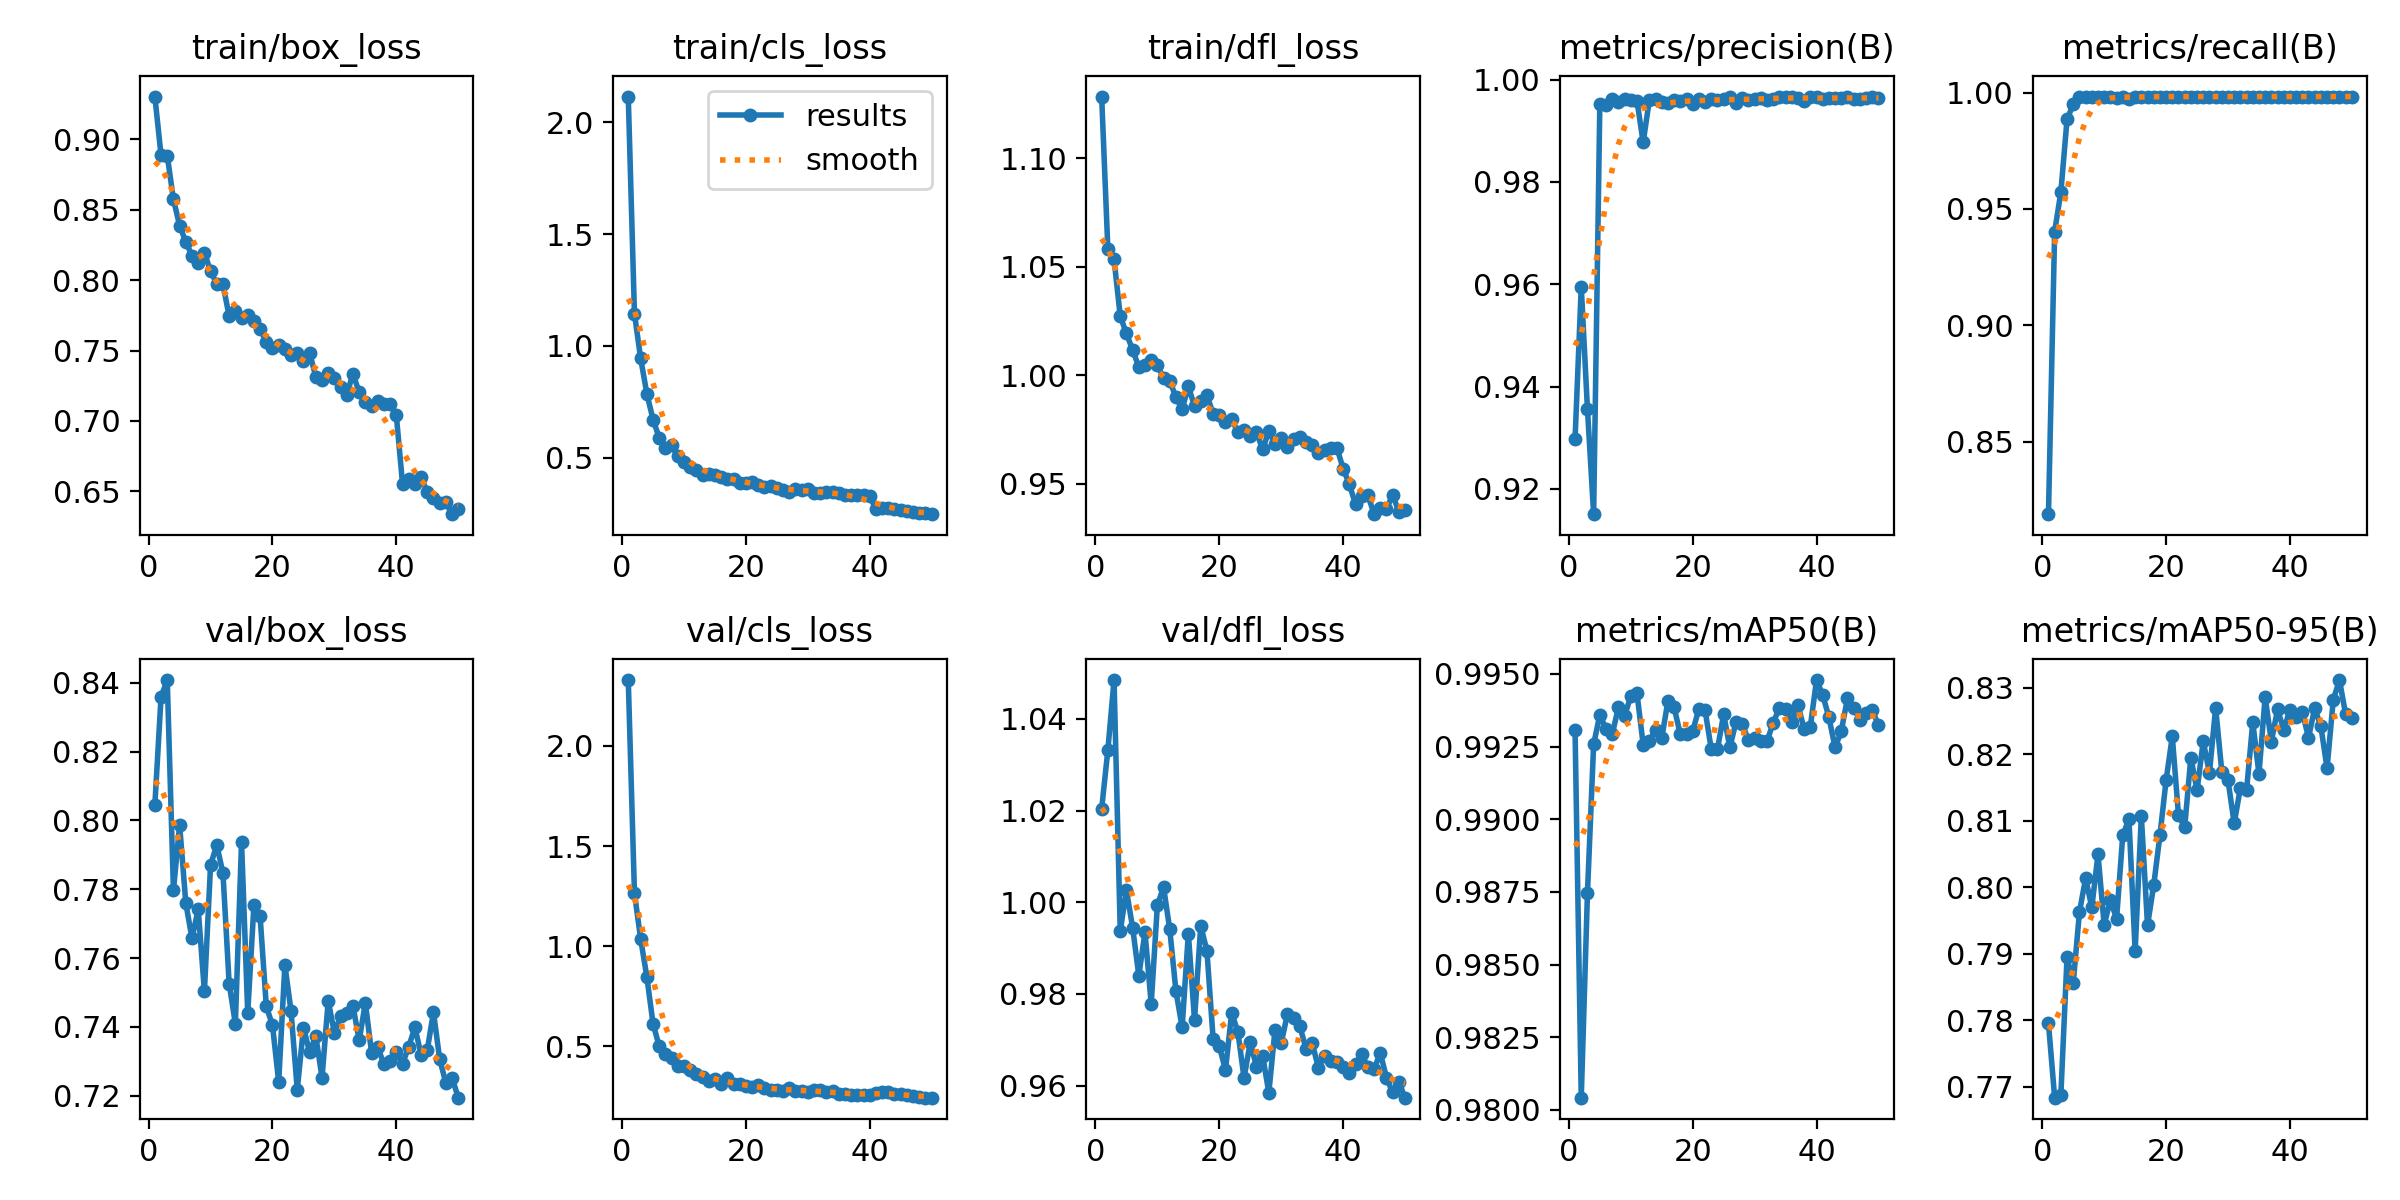 train/box_loss
0.90
0.85
0.80
0.75
0.70
0.65
0 20 40
train/cls_loss
results
smooth
2.0
1.5
1.0
0.5
0 20 40
train/dfl_loss
1.10
1.05
1.00
0.95
0 20 40
metrics/precision(B)
1.00
0.98
0.96
0.94
0.92
0 20 40
metrics/recall(B)
1.00
0.95
0.90
0.85
0 20 40
val/box_loss
0.84
0.82
0.80
0.78
0.76
0.74
0.72
0 20 40
val/cls_loss
2.0
1.5
1.0
0.5
0 20 40
val/dfl_loss
1.04
1.02
1.00
0.98
0.96
0 20 40
metrics/mAP50(B)
0.9950
0.9925
0.9900
0.9875
0.9850
0.9825
0.9800
0 20 40
metrics/mAP50-95(B)
0.83
0.82
0.81
0.80
0.79
0.78
0.77
0 20 40